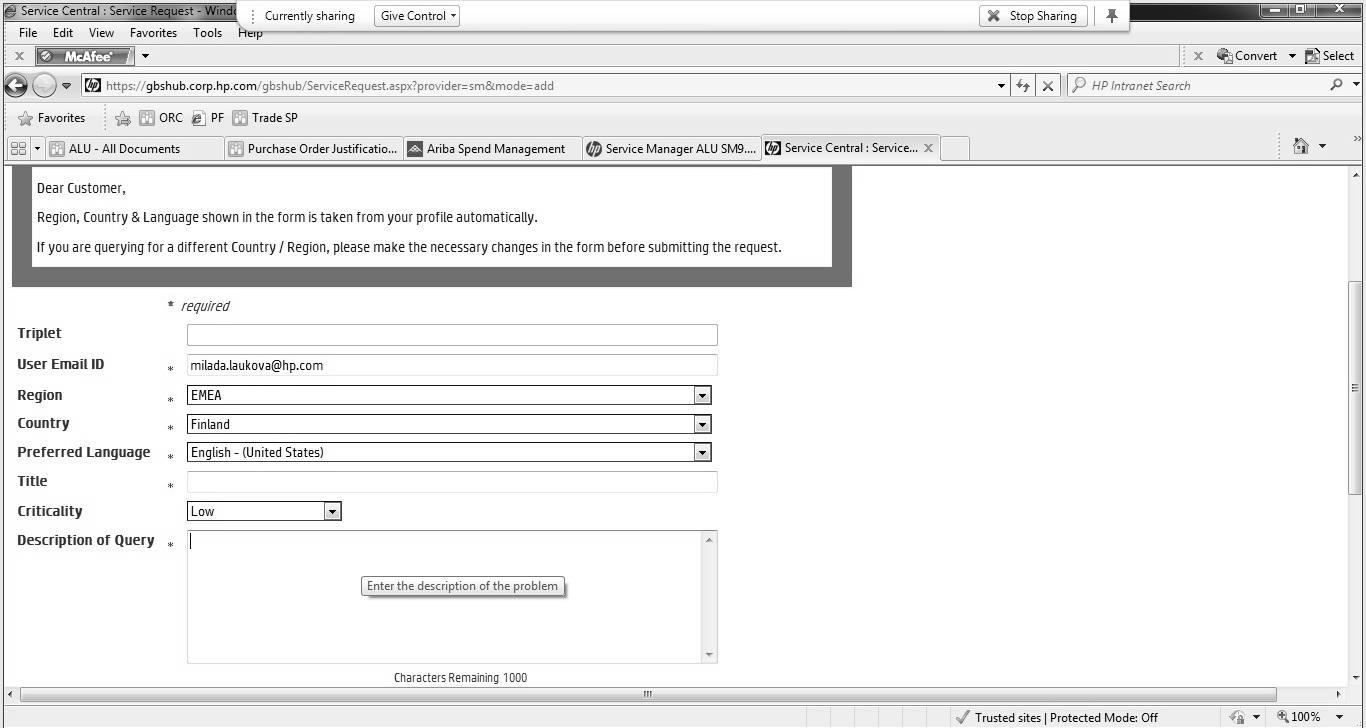 Service Central : Service Request - Windo
Currently sharing
Give Control
Stop Sharing
File Edit View Favorites Tools Help
x McAfee
x Convert Select
hp https://gbshub.corp.hp.com/gbshub/ServiceRequest.aspx?provider=sm&mode=add
HP Intranet Search
Favorites ORC PF Trade SP
ALU - All Documents
Purchase Order Justificatio...
Ariba Spend Management
hp Service Manager ALU SM9....
hp Service Central : Service...
Dear Customer,
Region, Country & Language shown in the form is taken from your profile automatically.
If you are querying for a different Country / Region, please make the necessary changes in the form before submitting the request.
* required
Triplet
User Email ID * milada.laukova@hp.com
Region * EMEA
Country * Finland
Preferred Language * English - (United States)
Title *
Criticality Low
Description of Query *
Enter the description of the problem
Characters Remaining 1000
Trusted sites | Protected Mode: Off
100%